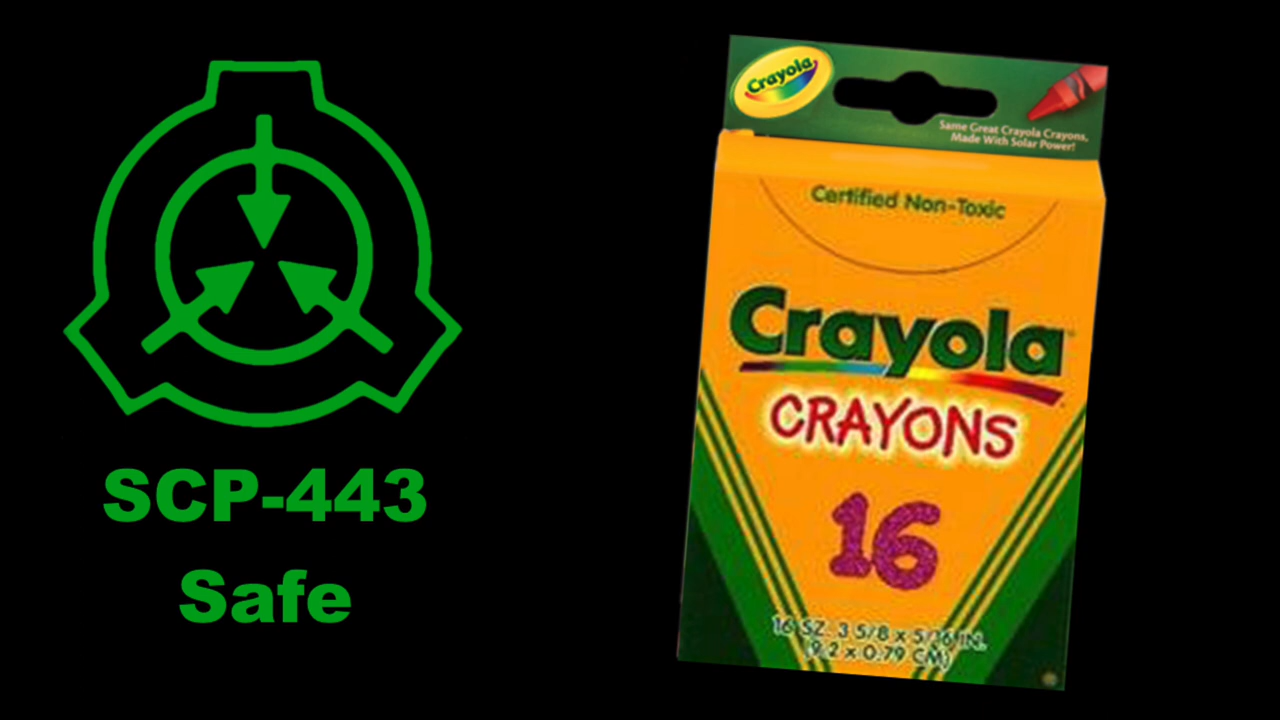 SCP-443
Safe
Crayola
Same Great Crayola Crayons,
Made With Solar Power!
Certified Non-Toxic
Crayola
CRAYONS
16
16 SZ. 3 5/8 x 5/16 IN.
(9.2 x 0.79 CM)